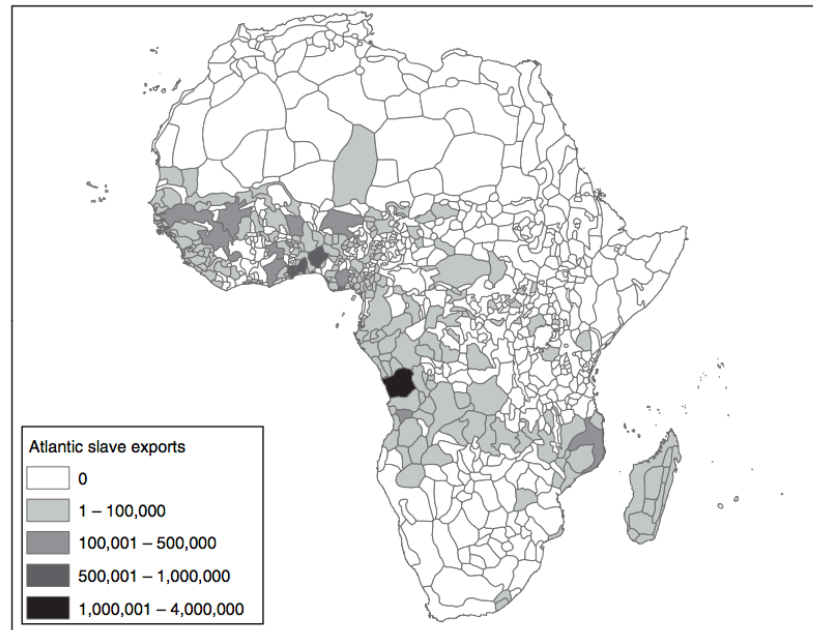 Atlantic slave exports
0
1 – 100,000
100,001 – 500,000
500,001 – 1,000,000
1,000,001 – 4,000,000